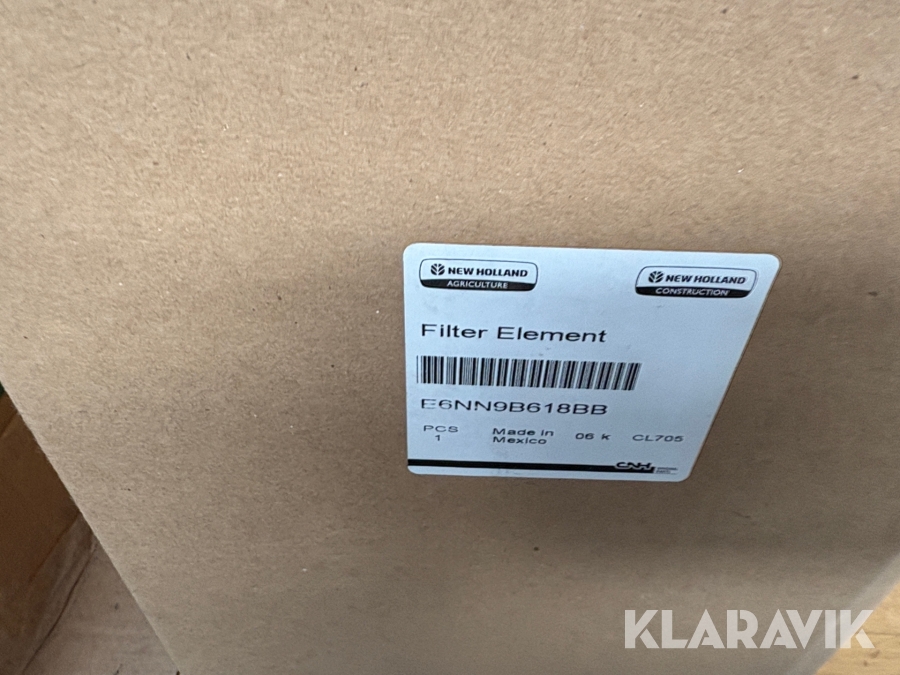 NEW HOLLAND
AGRICULTURE
NEW HOLLAND
CONSTRUCTION
Filter Element
E6NN9B618BB
PCS 1 Made in Mexico 06 K CL705
CNH
KLARAVIK